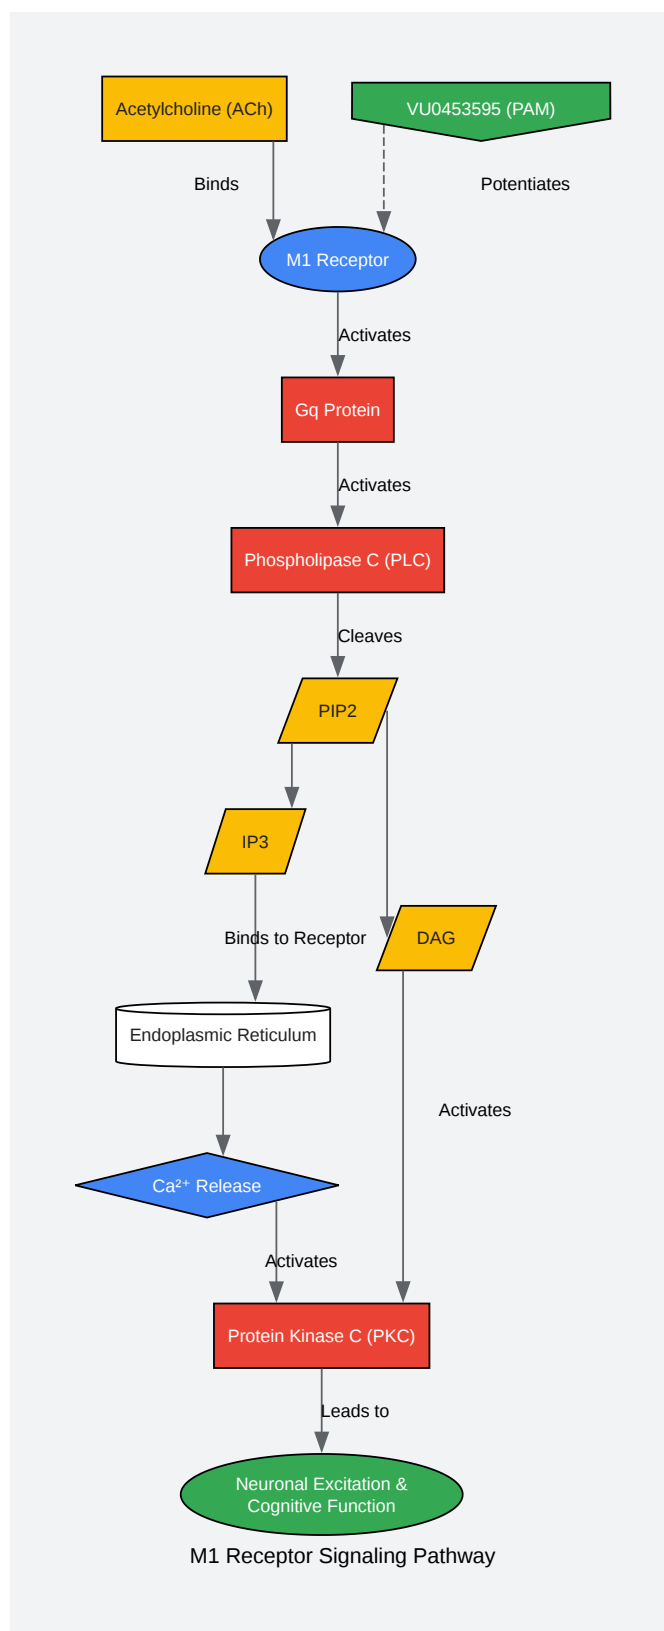 Acetylcholine (ACh)
VU0453595 (PAM)
Binds
Potentiates
M1 Receptor
Activates
Gq Protein
Activates
Phospholipase C (PLC)
Cleaves
PIP2
IP3
Binds to Receptor
DAG
Endoplasmic Reticulum
Activates
Ca²⁺ Release
Activates
Protein Kinase C (PKC)
Leads to
Neuronal Excitation &
Cognitive Function
M1 Receptor Signaling Pathway